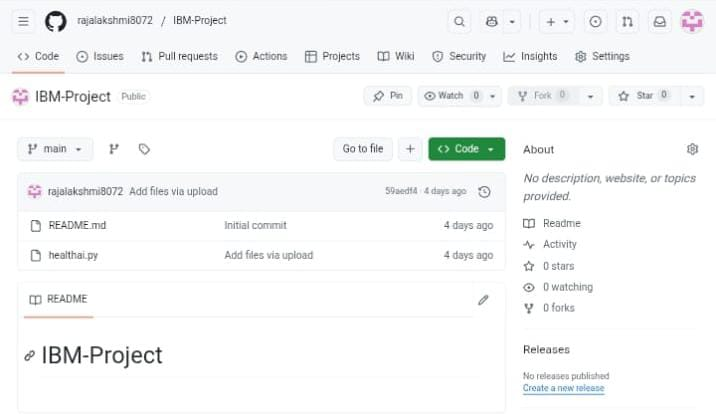 rajalakshmi8072 / IBM-Project
Code Issues Pull requests Actions Projects Wiki Security Insights Settings
IBM-Project Public Pin Watch 0 Fork 0 Star 0
main Go to file Code
rajalakshmi8072 Add files via upload 59aedf4 · 4 days ago
README.md Initial commit 4 days ago
healthai.py Add files via upload 4 days ago
README
IBM-Project
About
No description, website, or topics
provided.
Readme
Activity
0 stars
0 watching
0 forks
Releases
No releases published
Create a new release